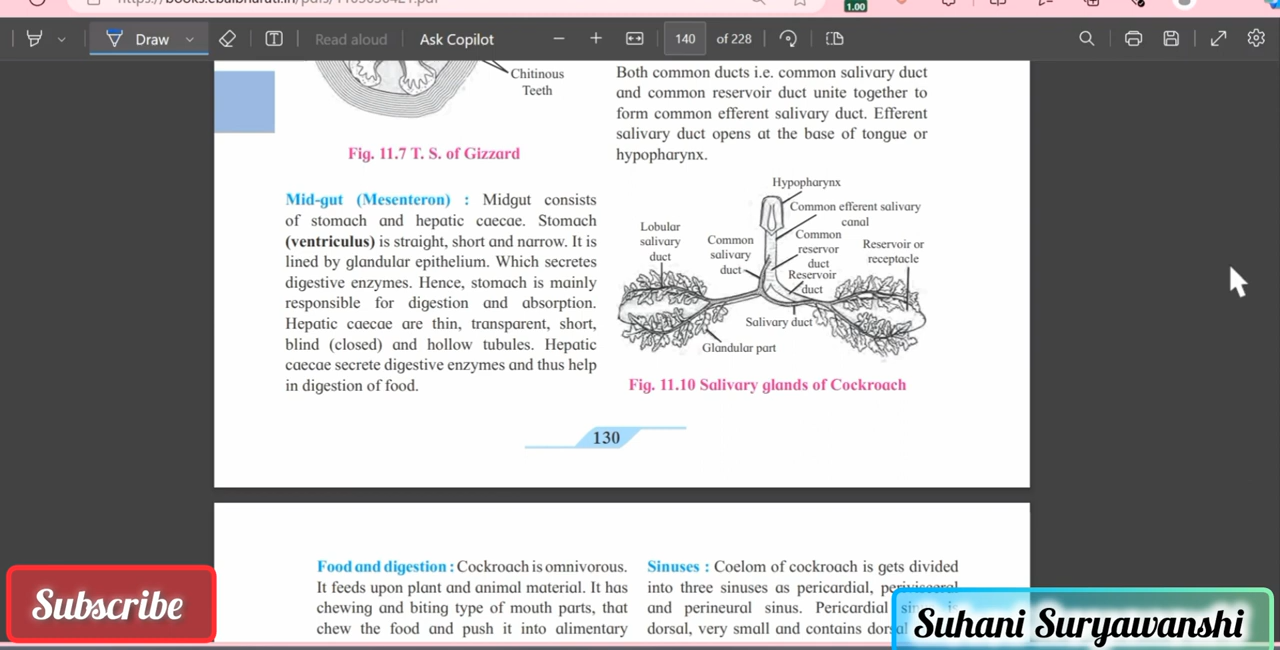 Draw
Read aloud
Ask Copilot
140
of 228
1.00
Chitinous
Teeth
Fig. 11.7 T. S. of Gizzard
Mid-gut (Mesenteron) : Midgut consists
of stomach and hepatic caecae. Stomach
(ventriculus) is straight, short and narrow. It is
lined by glandular epithelium. Which secretes
digestive enzymes. Hence, stomach is mainly
responsible for digestion and absorption.
Hepatic caecae are thin, transparent, short,
blind (closed) and hollow tubules. Hepatic
caecae secrete digestive enzymes and thus help
in digestion of food.
Both common ducts i.e. common salivary duct
and common reservoir duct unite together to
form common efferent salivary duct. Efferent
salivary duct opens at the base of tongue or
hypopharynx.
Hypopharynx
Common efferent salivary
canal
Lobular
salivary
duct
Common
salivary
duct
Common
reservor
duct
Reservoir
duct
Reservoir or
receptacle
Salivary duct
Glandular part
Fig. 11.10 Salivary glands of Cockroach
130
Food and digestion : Cockroach is omnivorous.
It feeds upon plant and animal material. It has
chewing and biting type of mouth parts, that
chew the food and push it into alimentary
Sinuses : Coelom of cockroach is gets divided
into three sinuses as pericardial, perivisceral
and perineural sinus. Pericardial
dorsal, very small and contains
Subscribe
Suhani Suryawanshi